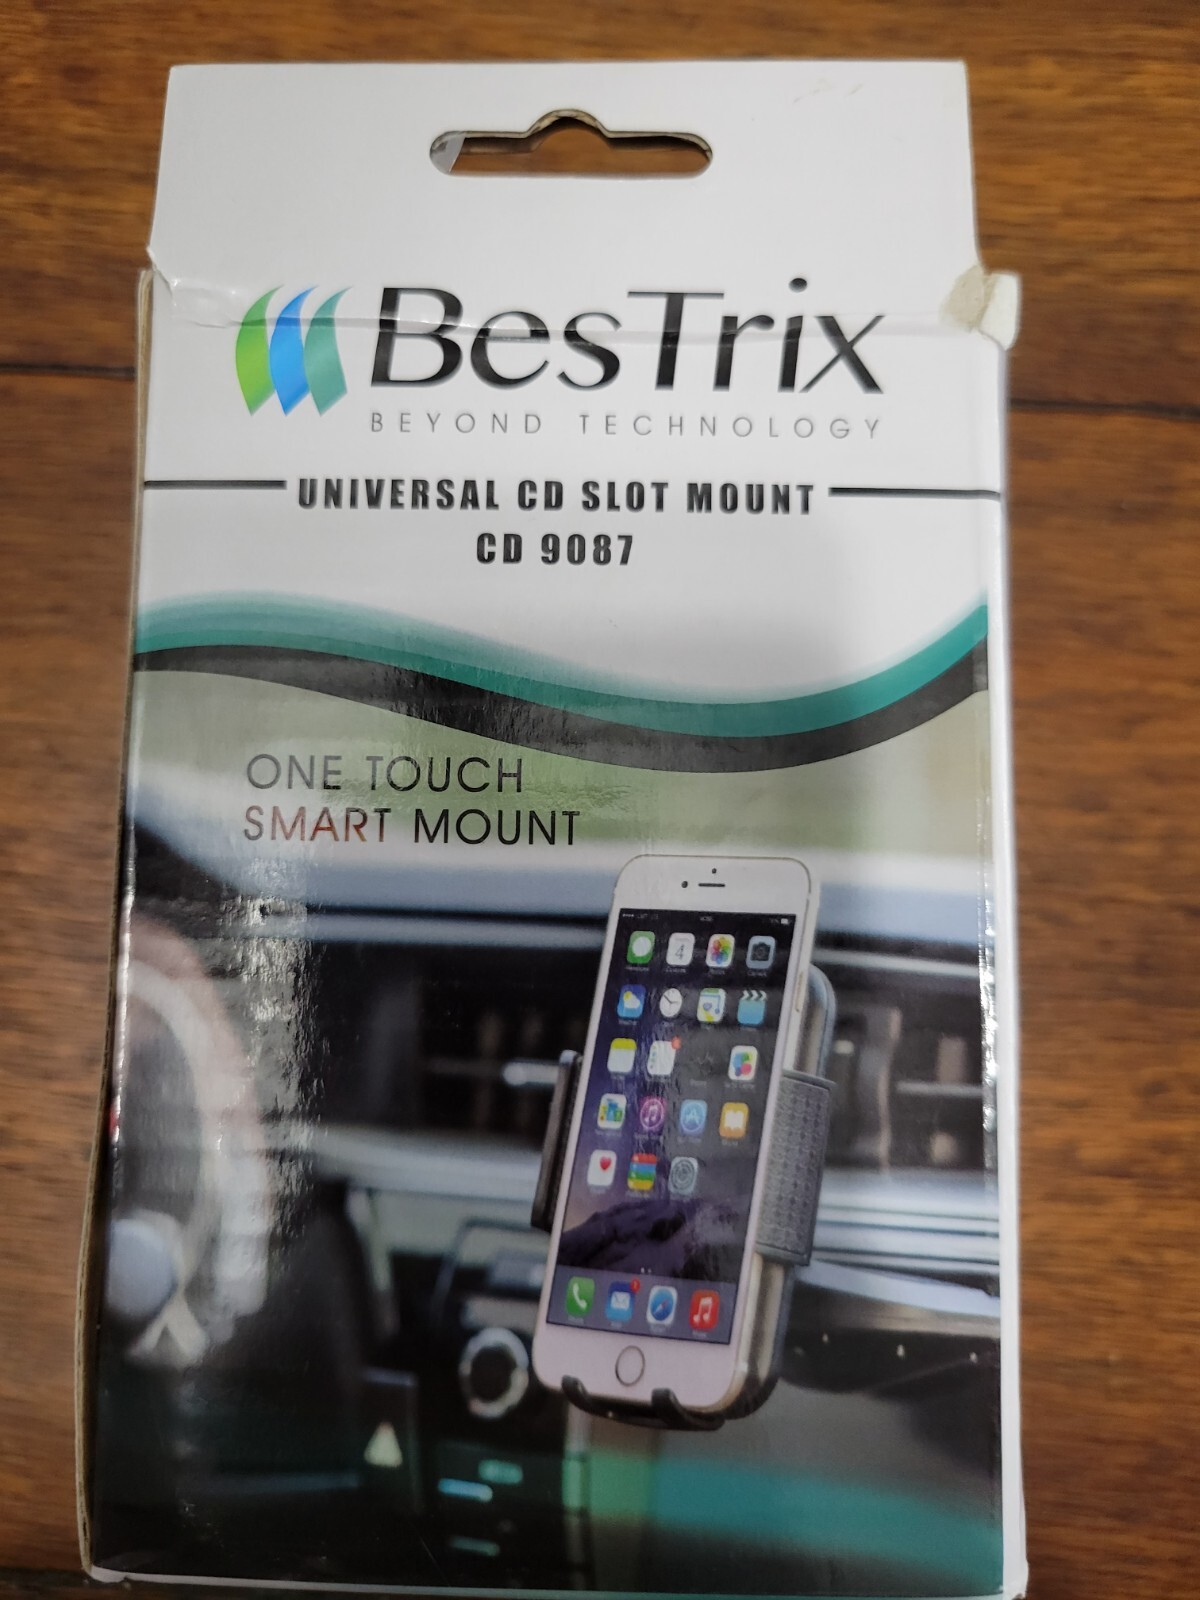 BesTrix
BEYOND TECHNOLOGY
UNIVERSAL CD SLOT MOUNT
CD 9087
ONE TOUCH
SMART MOUNT